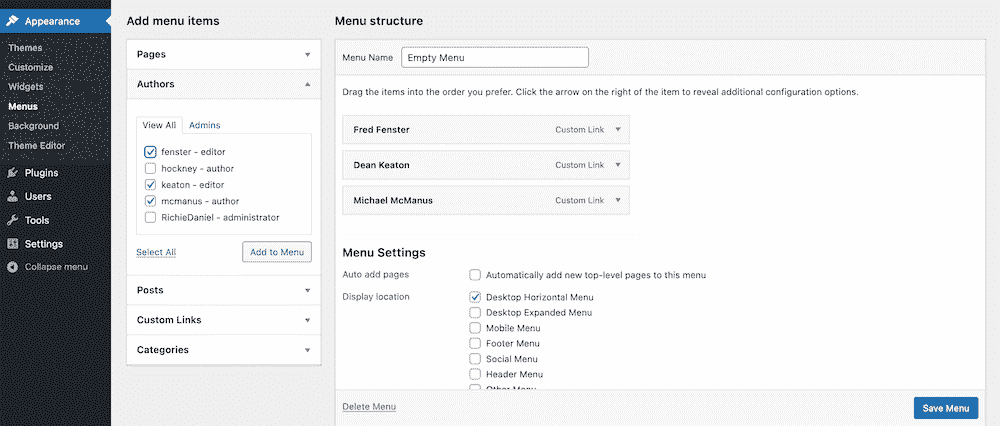 Appearance
Themes
Customize
Widgets
Menus
Background
Theme Editor
Plugins
Users
Tools
Settings
Collapse menu
Add menu items
Pages
Authors
View All Admins
fenster - editor
hockney - author
keaton - editor
mcmanus - author
RichieDaniel - administrator
Select All Add to Menu
Posts
Custom Links
Categories
Menu structure
Menu Name Empty Menu
Drag the items into the order you prefer. Click the arrow on the right of the item to reveal additional configuration options.
Fred Fenster Custom Link
Dean Keaton Custom Link
Michael McManus Custom Link
Menu Settings
Auto add pages Automatically add new top-level pages to this menu
Display location Desktop Horizontal Menu
Desktop Expanded Menu
Mobile Menu
Footer Menu
Social Menu
Header Menu
Delete Menu Save Menu